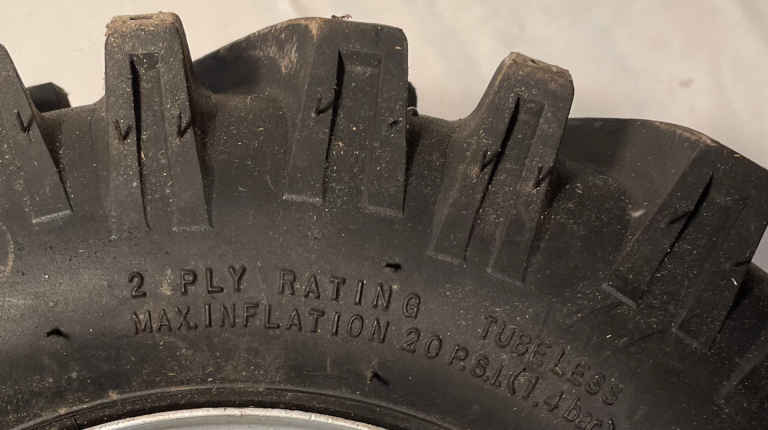 2 PLY RATING TUBELESS
MAX.INFLATION 20 P.S.I.(1.4 bar)